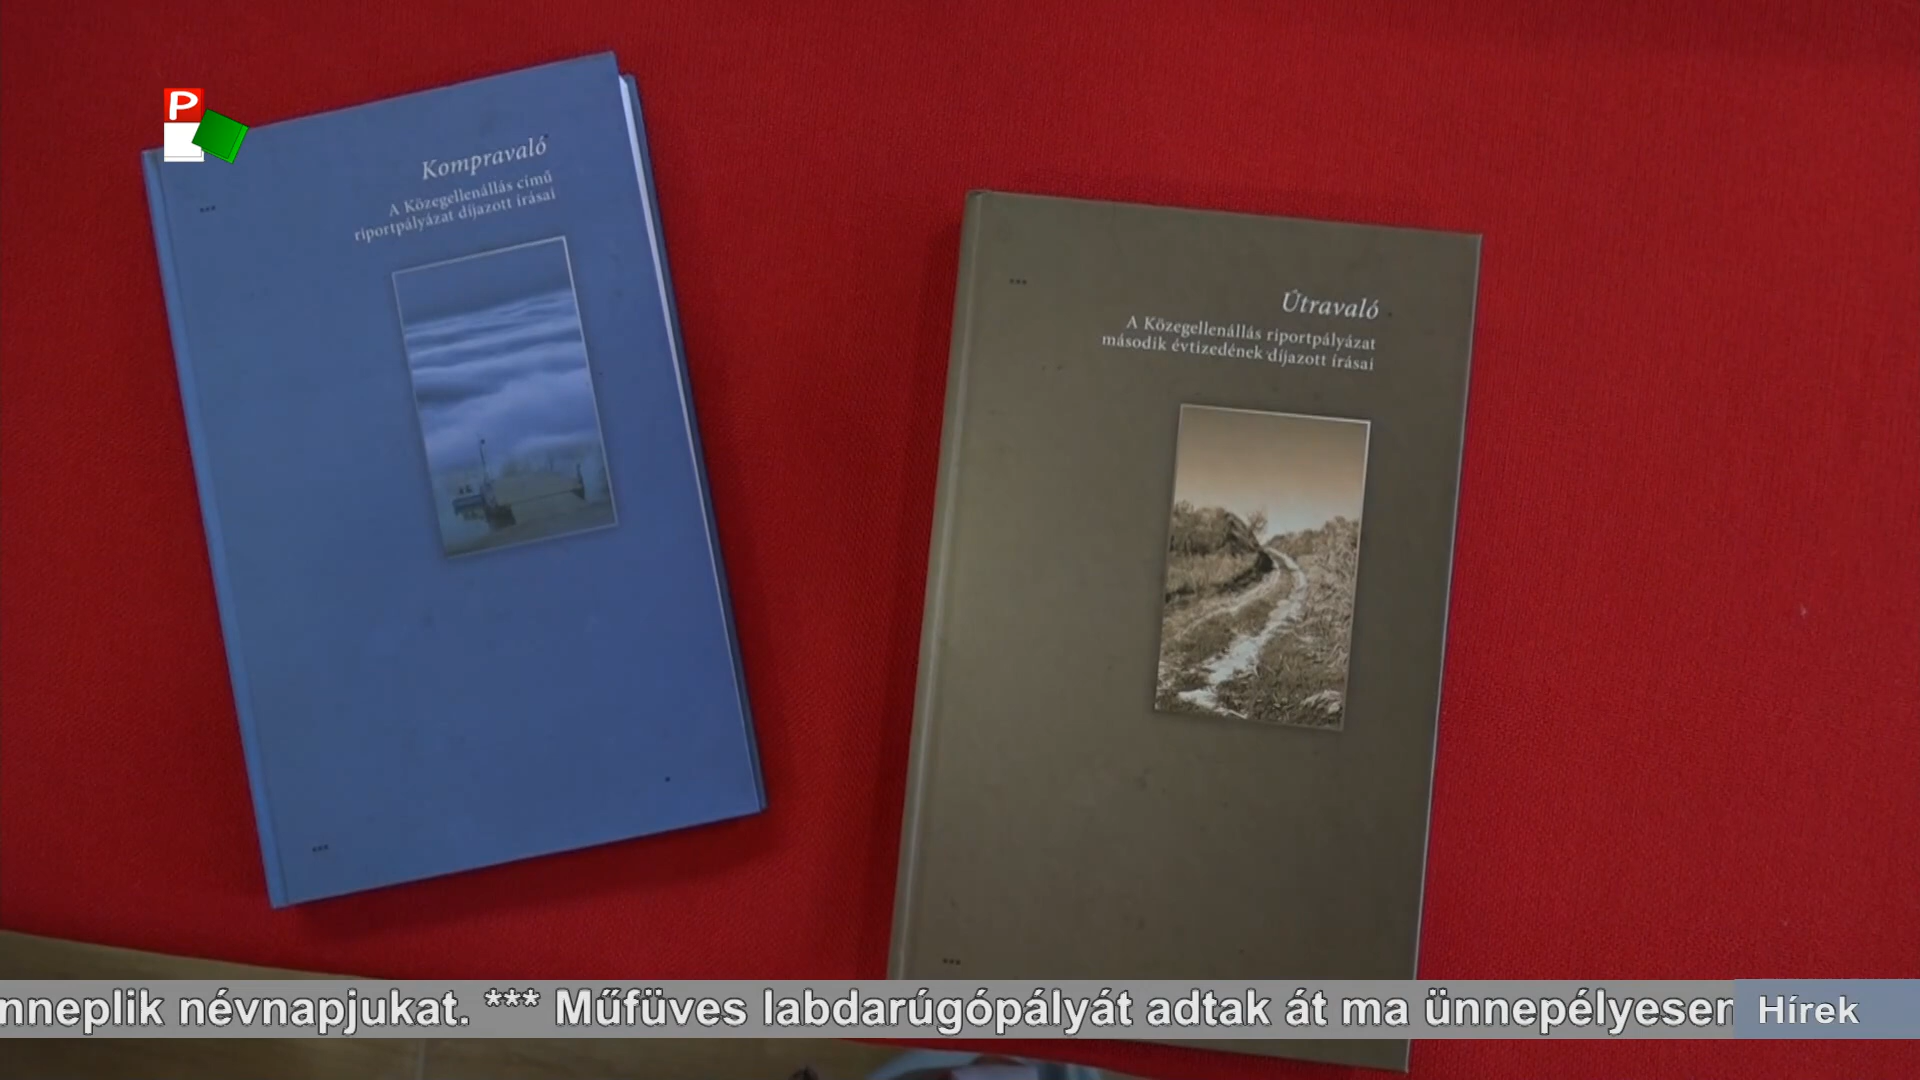 P
Kompravaló
A Közegellenállás című
riportpályázat díjazott írásai
Útravaló
A Közegellenállás riportpályázat
második évtizedének díjazott írásai
nneplik névnapjukat. *** Műfüves labdarúgópályát adtak át ma ünnepélyesen
Hírek